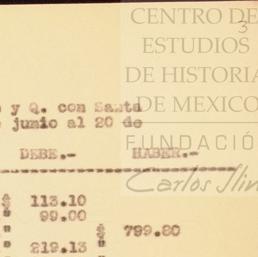 CENTRO DE
3
ESTUDIOS
DE HISTORIA
DE MEXICO
y Q. con Santa
junio al 20 de
FUNDACIÓ
DEBE.- HABER.-
Carlos Slim
$ 113.10
" 99.00 $ 799.80
" "
" 219.13 "